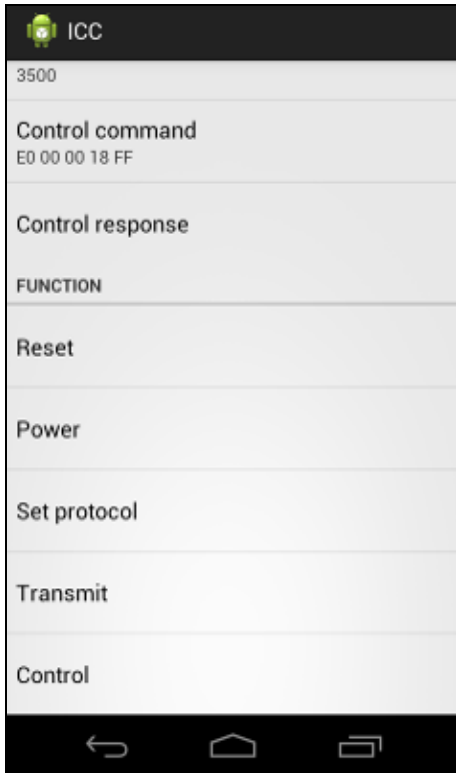 ICC
3500
Control command
E0 00 00 18 FF
Control response
FUNCTION
Reset
Power
Set protocol
Transmit
Control